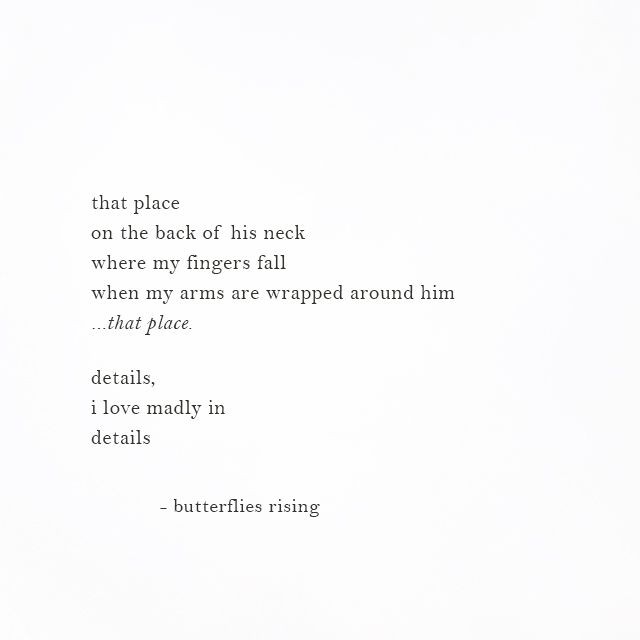 that place
on the back of his neck
where my fingers fall
when my arms are wrapped around him
...that place.
details,
i love madly in
details
- butterflies rising